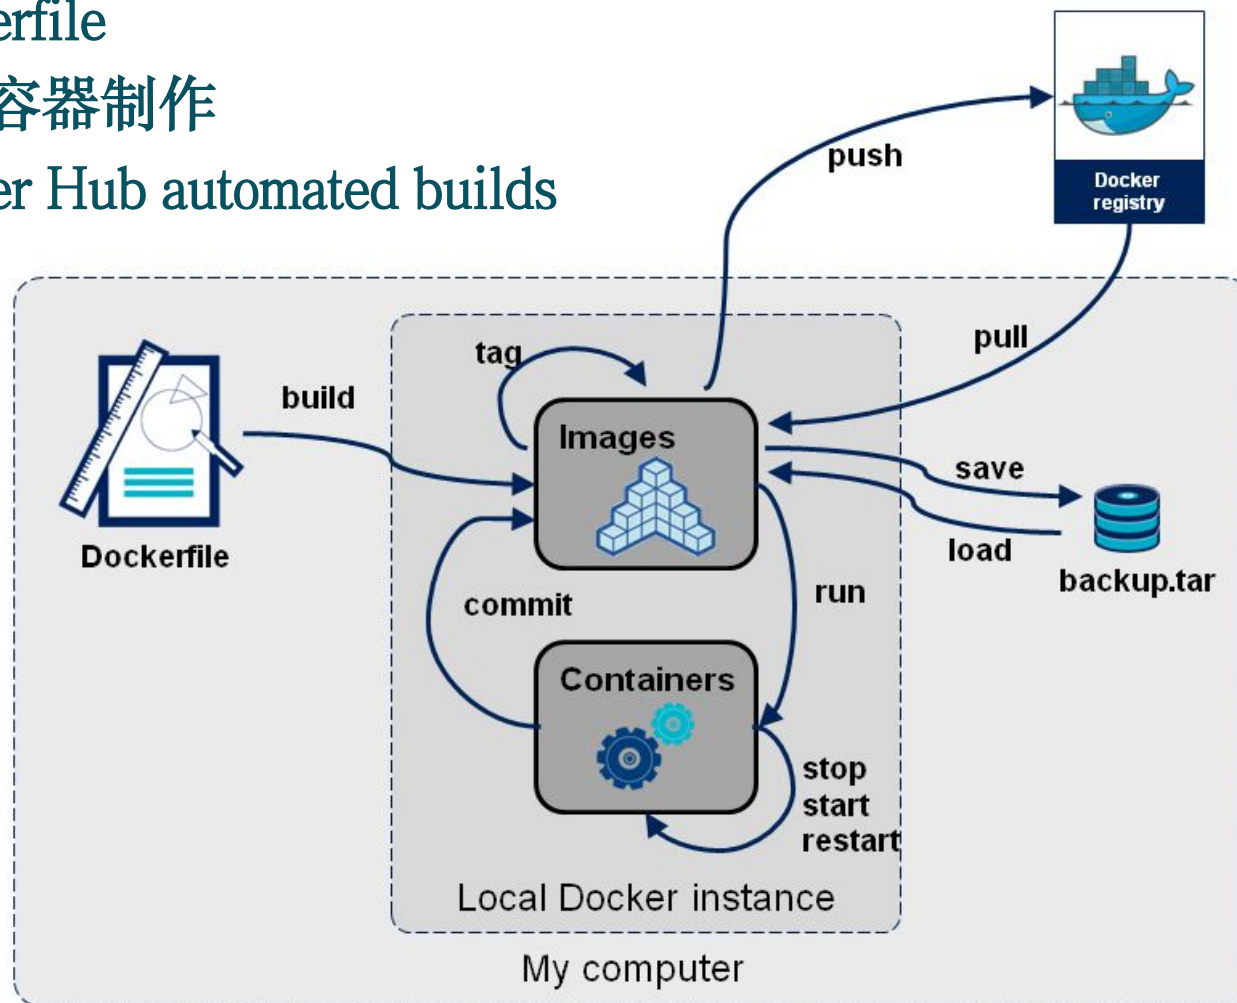 erfile
容器制作
er Hub automated builds
push
Docker
registry
pull
tag
build
Images
save
Dockerfile
load
backup.tar
commit
run
Containers
stop
start
restart
Local Docker instance
My computer